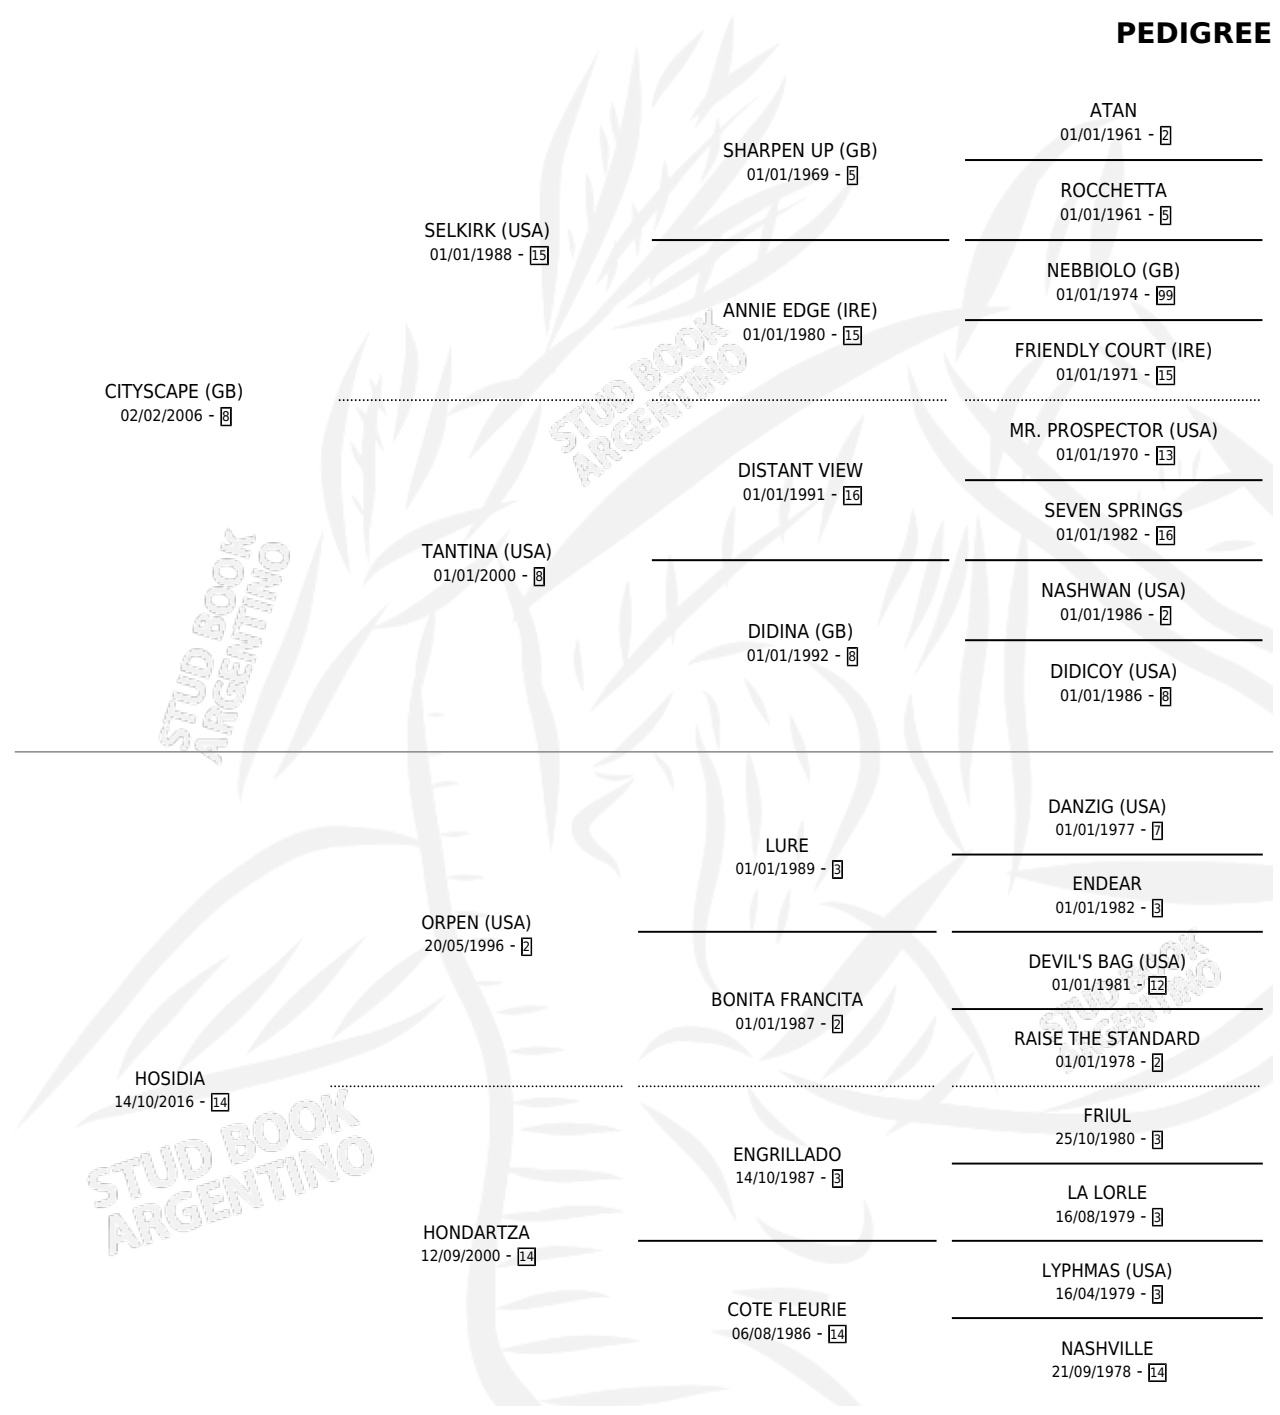 PEDIGREE
ATAN
01/01/1961 - 2
SHARPEN UP (GB)
01/01/1969 - 5
ROCCHETTA
01/01/1961 - 5
SELKIRK (USA)
01/01/1988 - 15
NEBBIOLO (GB)
01/01/1974 - 99
ANNIE EDGE (IRE)
01/01/1980 - 15
FRIENDLY COURT (IRE)
01/01/1971 - 15
CITYSCAPE (GB)
02/02/2006 - 8
STUD BOOK
ARGENTINO
MR. PROSPECTOR (USA)
01/01/1970 - 13
DISTANT VIEW
01/01/1991 - 16
SEVEN SPRINGS
01/01/1982 - 16
TANTINA (USA)
01/01/2000 - 8
NASHWAN (USA)
01/01/1986 - 2
DIDINA (GB)
01/01/1992 - 8
DIDICOY (USA)
01/01/1986 - 8
STUD BOOK
ARGENTINO
DANZIG (USA)
01/01/1977 - 7
LURE
01/01/1989 - 3
ENDEAR
01/01/1982 - 3
ORPEN (USA)
20/05/1996 - 2
DEVIL'S BAG (USA)
01/01/1981 - 12
BONITA FRANCITA
01/01/1987 - 2
STUD BOOK
ARGENTINO
RAISE THE STANDARD
01/01/1978 - 2
HOSIDIA
14/10/2016 - 14
STUD BOOK
ARGENTINO
FRIUL
25/10/1980 - 3
ENGRILLADO
14/10/1987 - 3
LA LORLE
16/08/1979 - 3
HONDARTZA
12/09/2000 - 14
LYPHMAS (USA)
16/04/1979 - 3
COTE FLEURIE
06/08/1986 - 14
NASHVILLE
21/09/1978 - 14